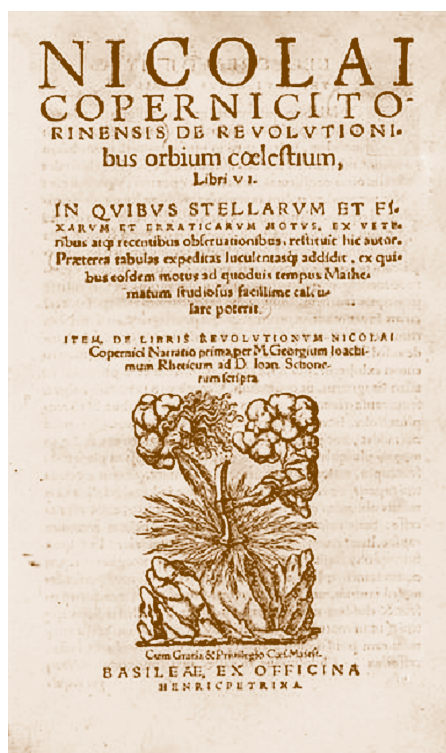 NICOLAI
COPERNICI TO-
RINENSIS DE REVOLVTIONI-
bus orbium cœlestium,
Libri VI.
IN QVIBVS STELLARVM ET FI-
XARVM ET ERRATICARVM MOTVS, EX VETE-
ribus atq; recentibus obseruationibus, restituit hic autor.
Præterea tabulas expeditas luculentasq; addidit, ex qui-
bus eosdem motus ad quoduis tempus Mathe-
matum studiosus facillime calcu-
lare poterit.
ITEM, DE LIBRIS REVOLVTIONVM NICOLAI
Copernici Narratio prima, per M. Georgium Ioachi-
mum Rheticum ad D. Ioan. Schone-
rum scripta.
Cum Gratia & Priuilegio Cæs. Maiest.
BASILEAE, EX OFFICINA
HENRICPETRINA.